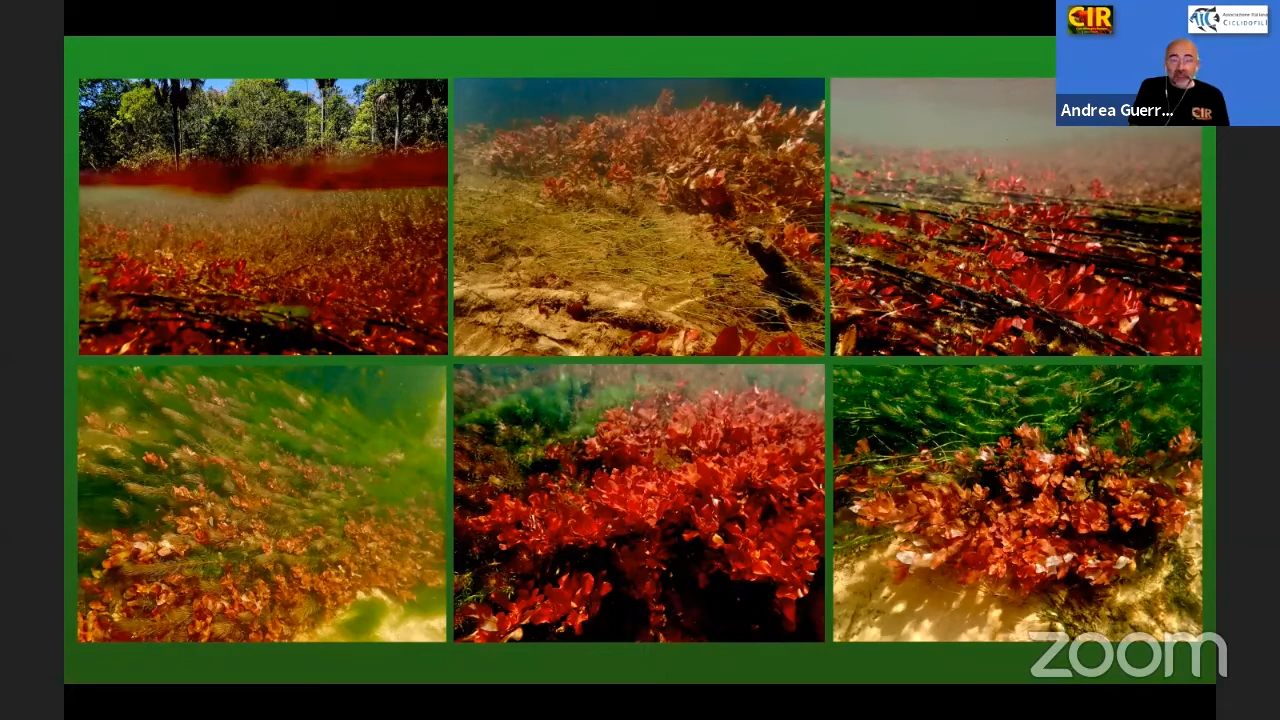 CIR
Associazione Italiana
CICLIDOFILI
Andrea Guerr...
CIR
zoom